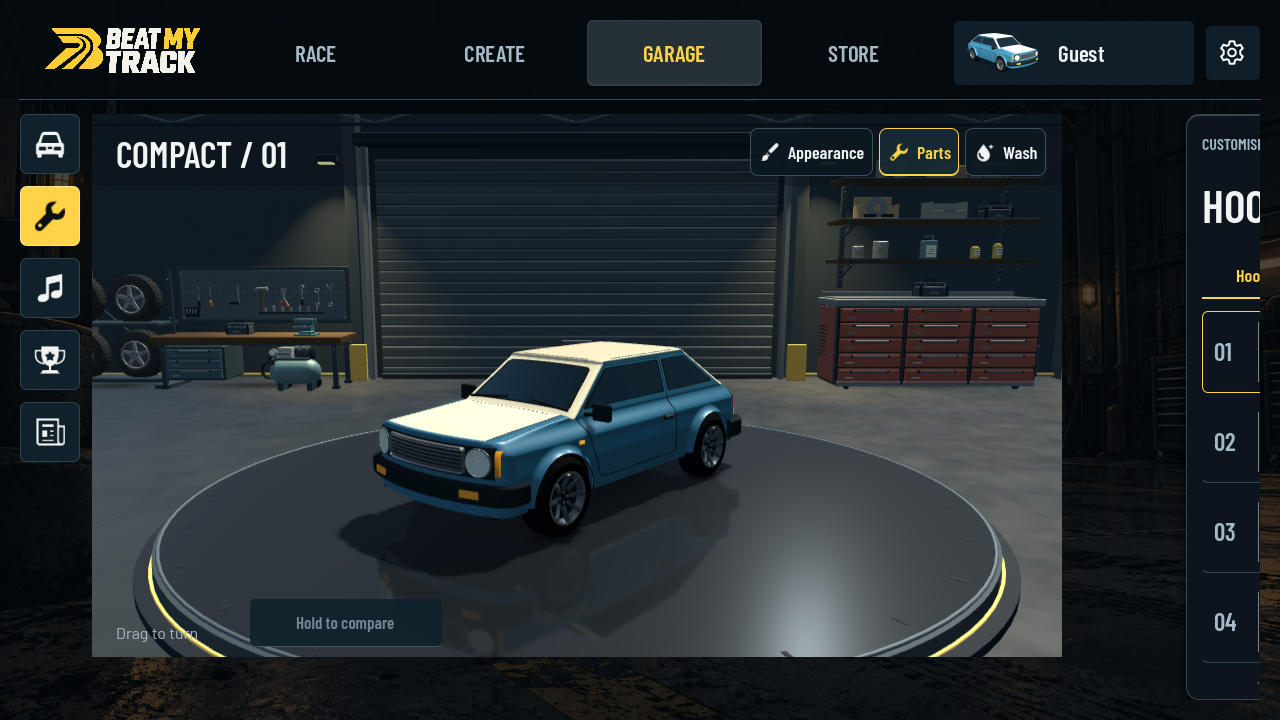 BEAT MY
TRACK
RACE
CREATE
GARAGE
STORE
Guest
COMPACT / 01
Appearance
Parts
Wash
CUSTOMIS
HOO
Hoo
01
02
03
04
Drag to turn
Hold to compare